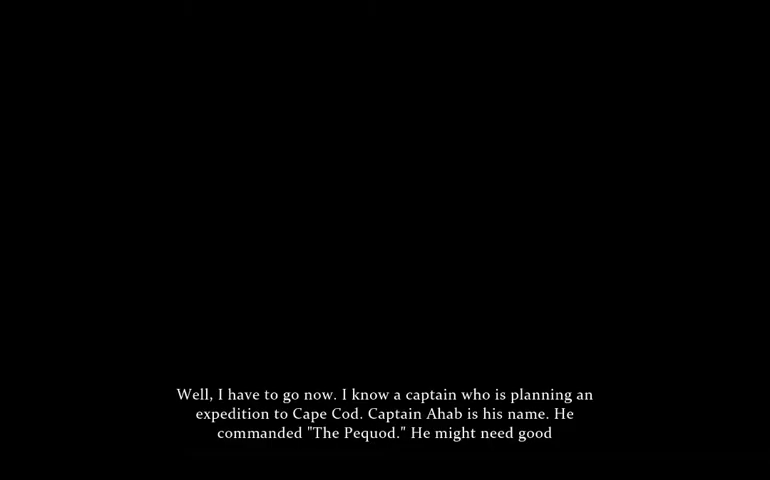 Well, I have to go now. I know a captain who is planning an
expedition to Cape Cod. Captain Ahab is his name. He
commanded "The Pequod." He might need good